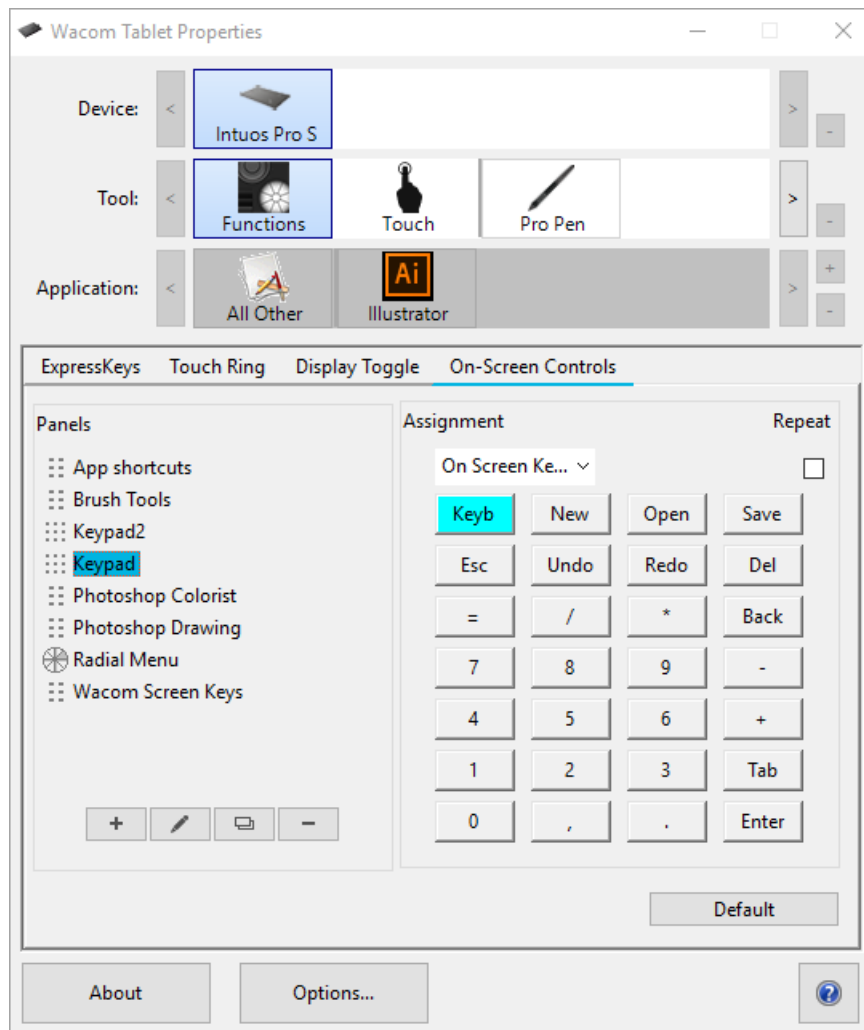 Wacom Tablet Properties
Device:
<
Intuos Pro S
>
-
Tool:
<
Functions
Touch
Pro Pen
>
-
Application:
<
All Other
Ai
Illustrator
>
+
-
ExpressKeys Touch Ring Display Toggle On-Screen Controls
Panels
App shortcuts
Brush Tools
Keypad2
Keypad
Photoshop Colorist
Photoshop Drawing
Radial Menu
Wacom Screen Keys
Assignment Repeat
On Screen Ke...
Keyb New Open Save
Esc Undo Redo Del
= / * Back
7 8 9 -
4 5 6 +
1 2 3 Tab
0 , . Enter
Default
About Options... ?